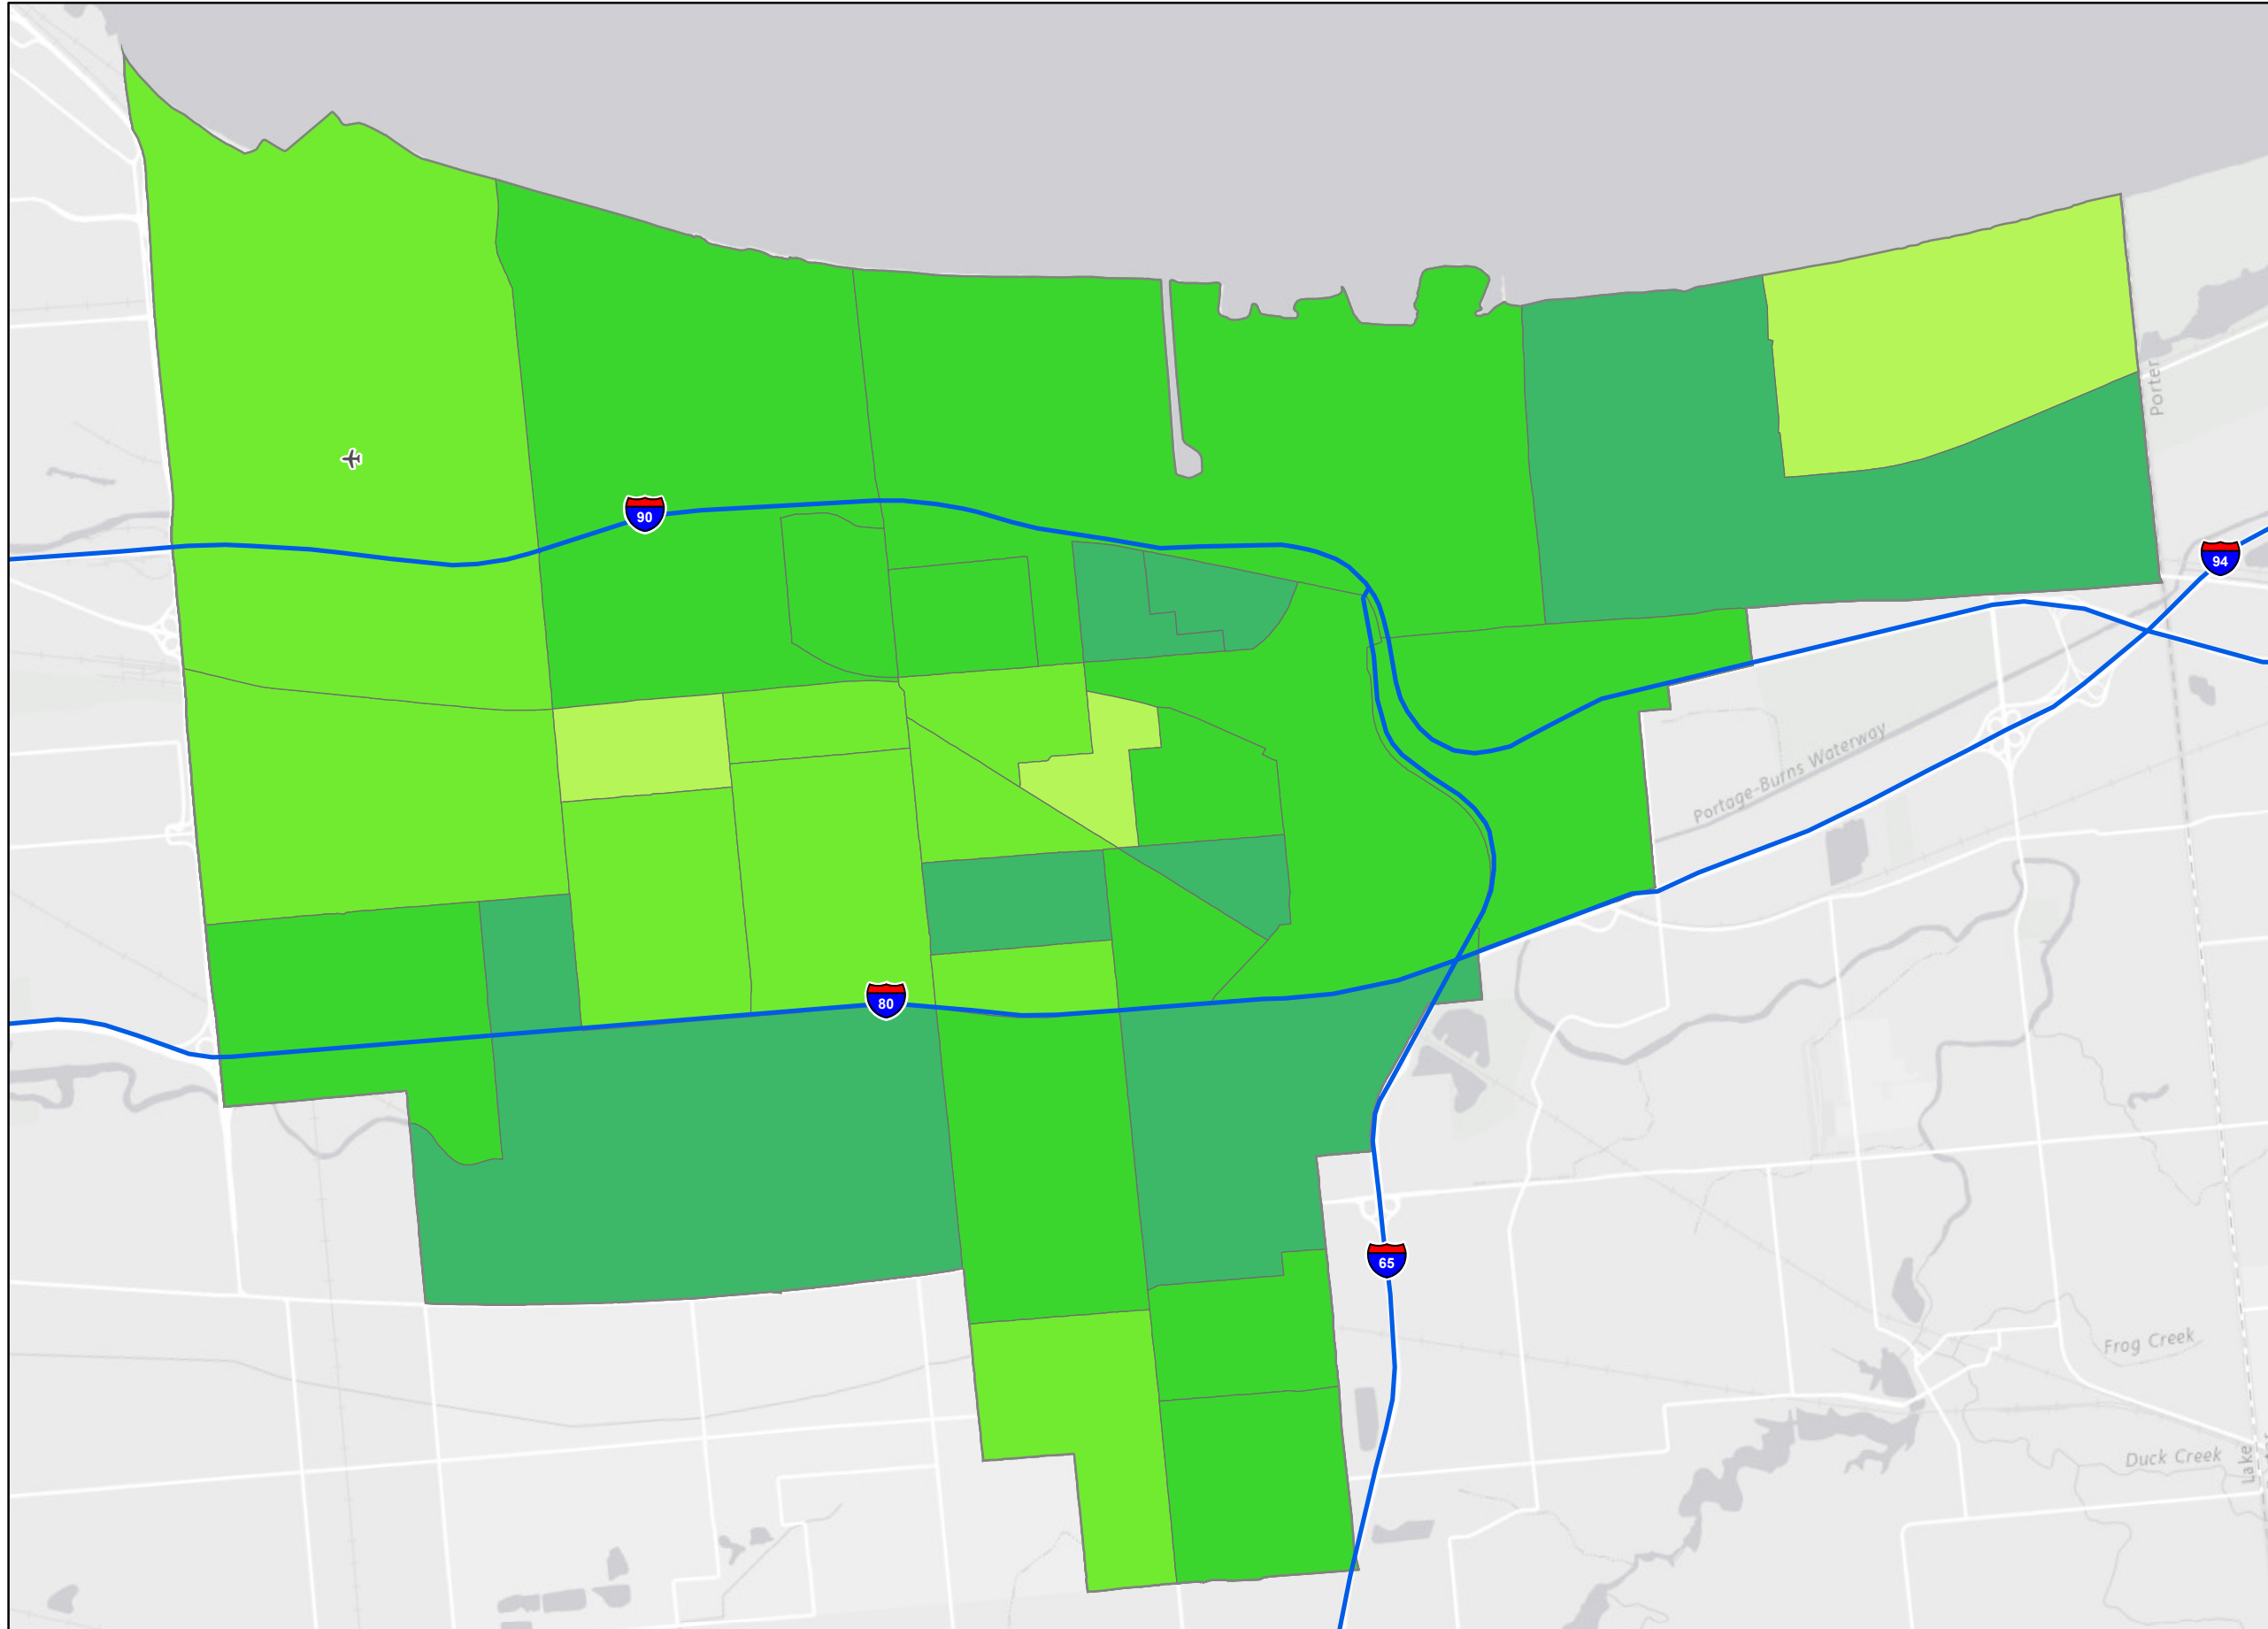 Porter
90
94
Portage-Burns Waterway
80
65
Frog Creek
Duck Creek
Lake